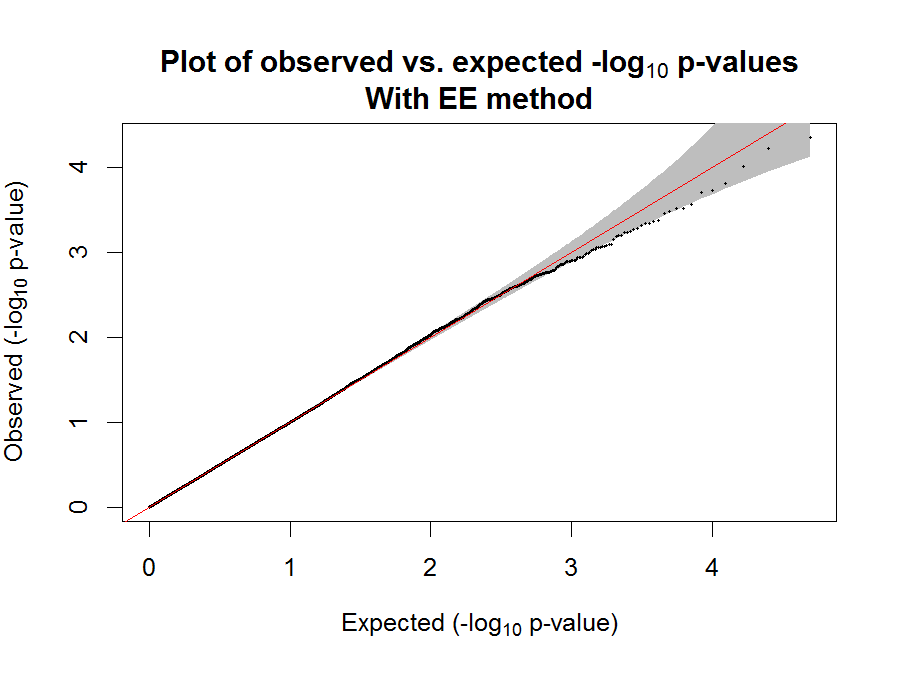 Plot of observed vs. expected -log10 p-values
With EE method
Observed (-log10 p-value)
4
3
2
1
0
0 1 2 3 4
Expected (-log10 p-value)